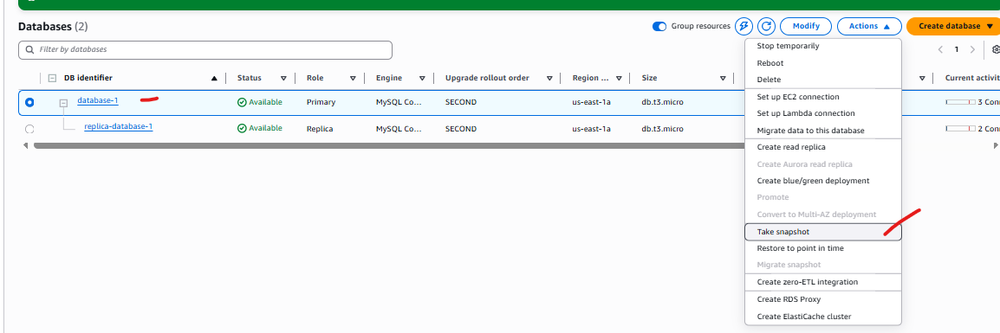 Databases (2)
Group resources
Modify
Actions
Create database
Filter by databases
1
DB identifier
Status
Role
Engine
Upgrade rollout order
Region ...
Size
Current activit
database-1
Available
Primary
MySQL Co...
SECOND
us-east-1a
db.t3.micro
3 Conn
replica-database-1
Available
Replica
MySQL Co...
SECOND
us-east-1a
db.t3.micro
2 Conn
Stop temporarily
Reboot
Delete
Set up EC2 connection
Set up Lambda connection
Migrate data to this database
Create read replica
Create Aurora read replica
Create blue/green deployment
Promote
Convert to Multi-AZ deployment
Take snapshot
Restore to point in time
Migrate snapshot
Create zero-ETL integration
Create RDS Proxy
Create ElastiCache cluster